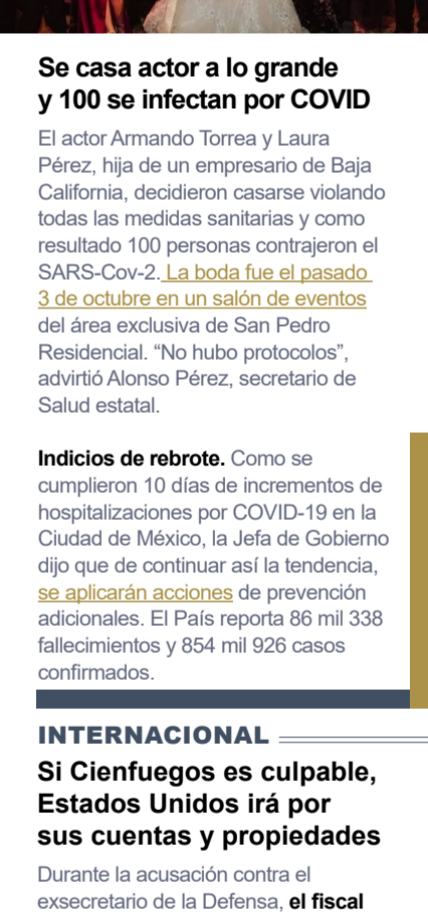 Se casa actor a lo grande
y 100 se infectan por COVID
El actor Armando Torrea y Laura
Pérez, hija de un empresario de Baja
California, decidieron casarse violando
todas las medidas sanitarias y como
resultado 100 personas contrajeron el
SARS-Cov-2. La boda fue el pasado
3 de octubre en un salón de eventos
del área exclusiva de San Pedro
Residencial. “No hubo protocolos”,
advirtió Alonso Pérez, secretario de
Salud estatal.
Indicios de rebrote. Como se
cumplieron 10 días de incrementos de
hospitalizaciones por COVID-19 en la
Ciudad de México, la Jefa de Gobierno
dijo que de continuar así la tendencia,
se aplicarán acciones de prevención
adicionales. El País reporta 86 mil 338
fallecimientos y 854 mil 926 casos
confirmados.
INTERNACIONAL
Si Cienfuegos es culpable,
Estados Unidos irá por
sus cuentas y propiedades
Durante la acusación contra el
exsecretario de la Defensa, el fiscal